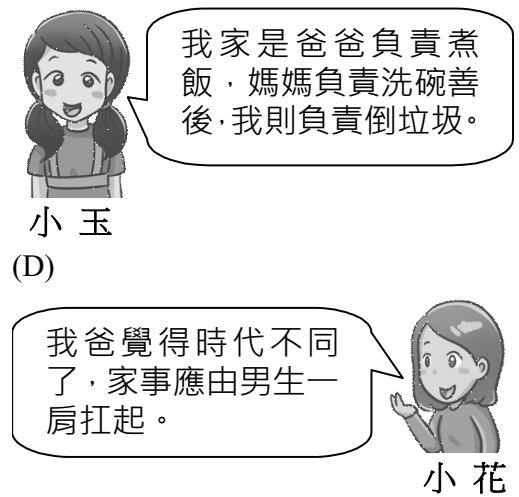 我家是爸爸負責煮
飯，媽媽負責洗碗善
後，我則負責倒垃圾。
小玉
(D)
我爸覺得時代不同
了，家事應由男生一
肩扛起。
小花